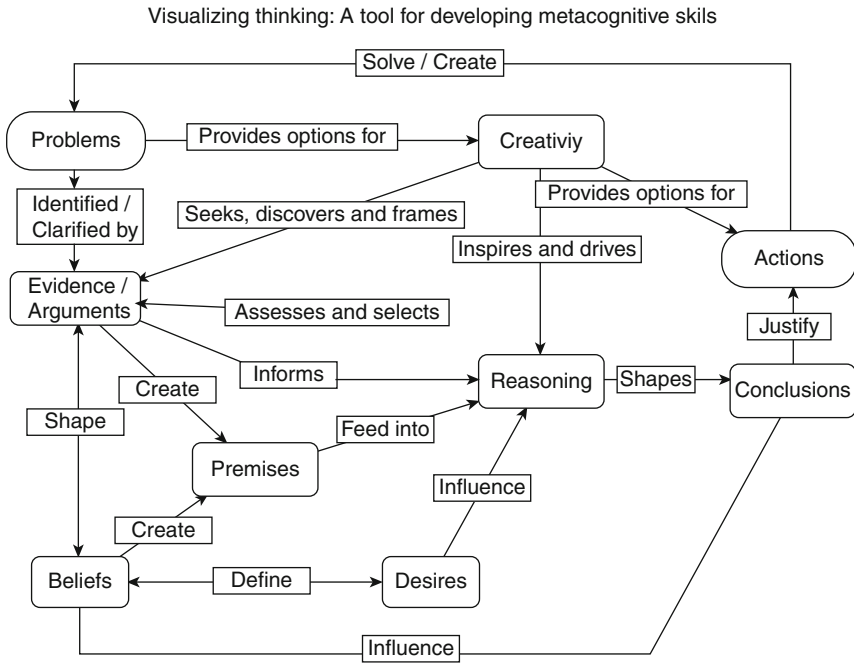 Visualizing thinking: A tool for developing metacognitive skils
Solve / Create
Problems
Provides options for
Creativiy
Identified /
Clarified by
Seeks, discovers and frames
Provides options for
Inspires and drives
Actions
Evidence /
Arguments
Assesses and selects
Justify
Informs
Create
Reasoning
Shapes
Conclusions
Shape
Feed into
Premises
Influence
Create
Beliefs
Define
Desires
Influence